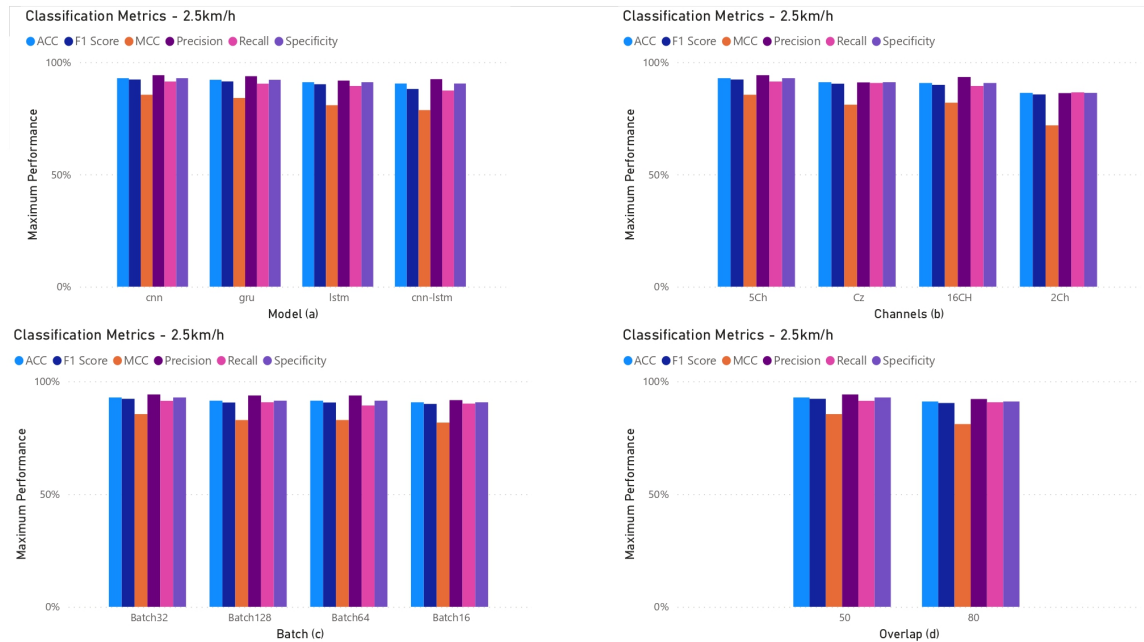 Classification Metrics - 2.5km/h
ACC F1 Score MCC Precision Recall Specificity
100%
50%
0%
Maximum Performance
cnn gru lstm cnn-lstm
Model (a)
Classification Metrics - 2.5km/h
ACC F1 Score MCC Precision Recall Specificity
100%
50%
0%
Maximum Performance
5Ch Cz 16CH 2Ch
Channels (b)
Classification Metrics - 2.5km/h
ACC F1 Score MCC Precision Recall Specificity
100%
50%
0%
Maximum Performance
Batch32 Batch128 Batch64 Batch16
Batch (c)
Classification Metrics - 2.5km/h
ACC F1 Score MCC Precision Recall Specificity
100%
50%
0%
Maximum Performance
50 80
Overlap (d)